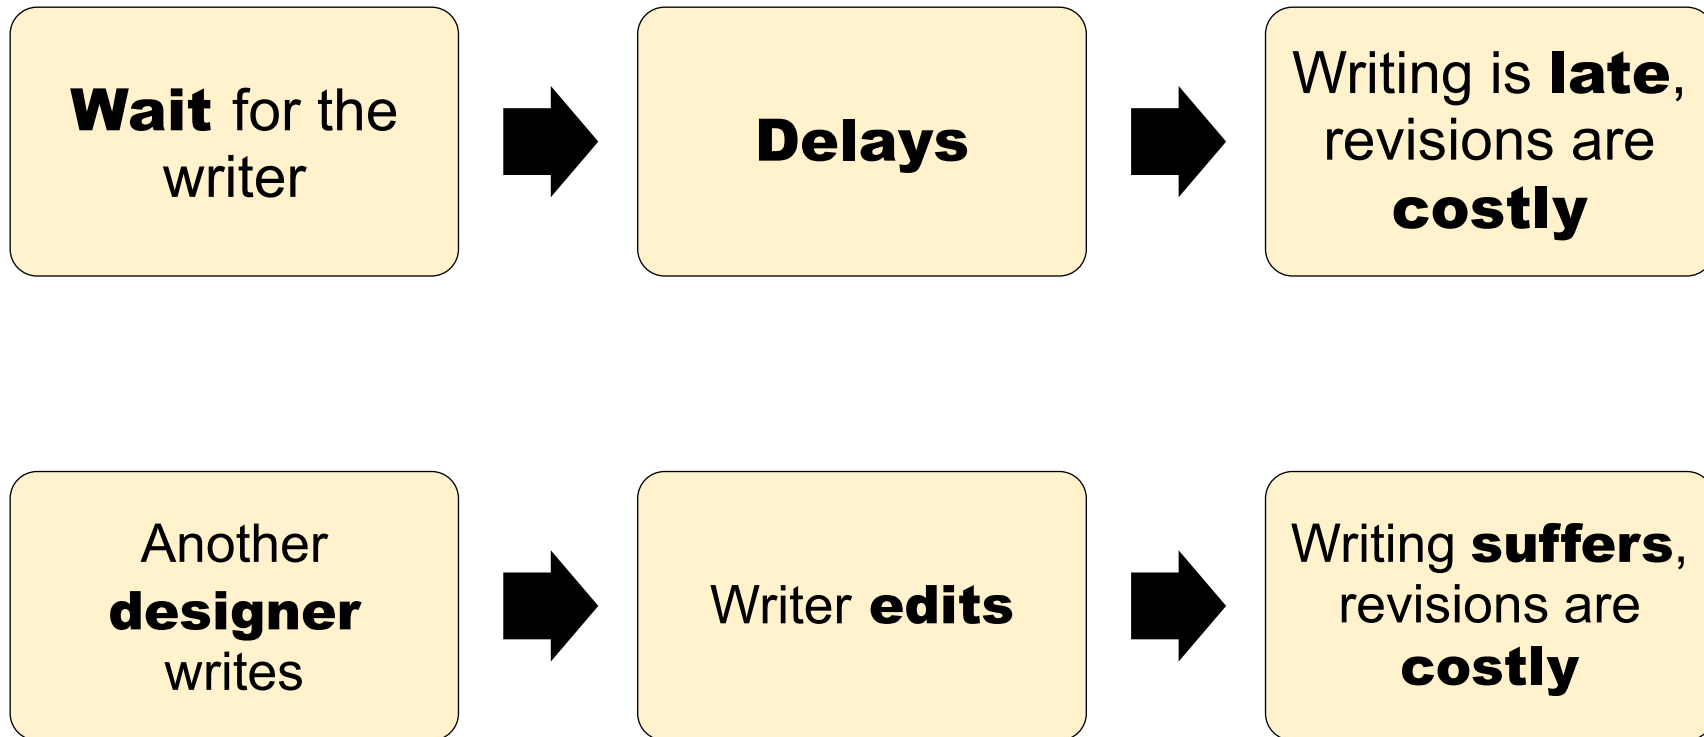 Wait for the
writer
Delays
Writing is late,
revisions are
costly
Another
designer
writes
Writer edits
Writing suffers,
revisions are
costly